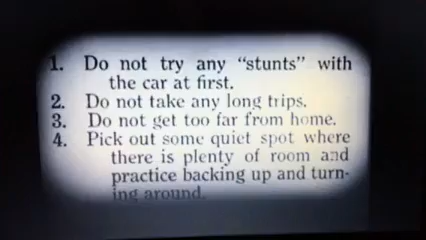 1. Do not try any “stunts” with
the car at first.
2. Do not take any long trips.
3. Do not get too far from home.
4. Pick out some quiet spot where
there is plenty of room and
practice backing up and turn-
ing around.